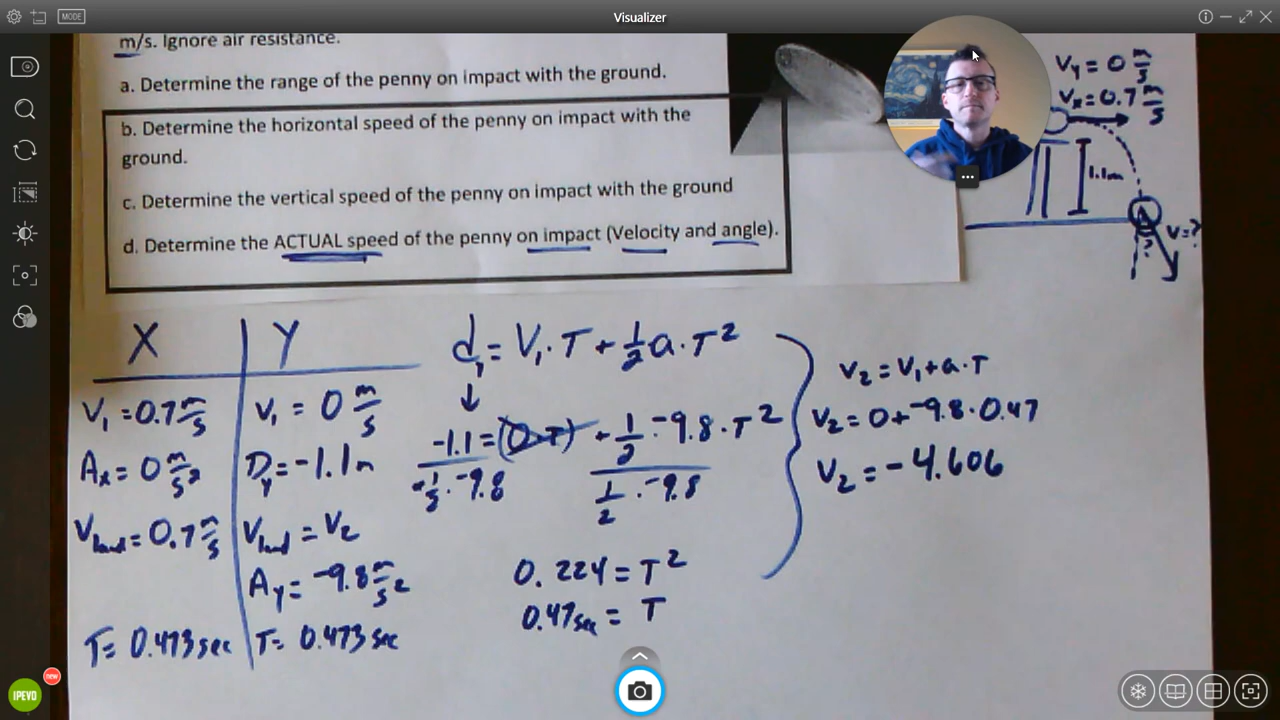 MODE
Visualizer
m/s. Ignore air resistance.
a. Determine the range of the penny on impact with the ground.
b. Determine the horizontal speed of the penny on impact with the
ground.
c. Determine the vertical speed of the penny on impact with the ground
d. Determine the ACTUAL speed of the penny on impact (Velocity and angle).
Vy = 0 m/s
Vx = 0.7 m/s
1.1m
V=?
?
X
V₁ = 0.7 m/s
Ax = 0 m/s²
Vland = 0.7 m/s
T = 0.473 sec
Y
V₁ = 0 m/s
Dy = -1.1m
Vland = V2
Ay = -9.8 m/s²
T = 0.473 sec
dy = V₁·T + ½a·T²
-1.1 = (0·T) + ½·-9.8·T²
½·-9.8
½·-9.8
0.224 = T²
0.47sec = T
V2 = V₁ + a·T
V2 = 0 + -9.8·0.47
V2 = -4.606
IPEVO
new